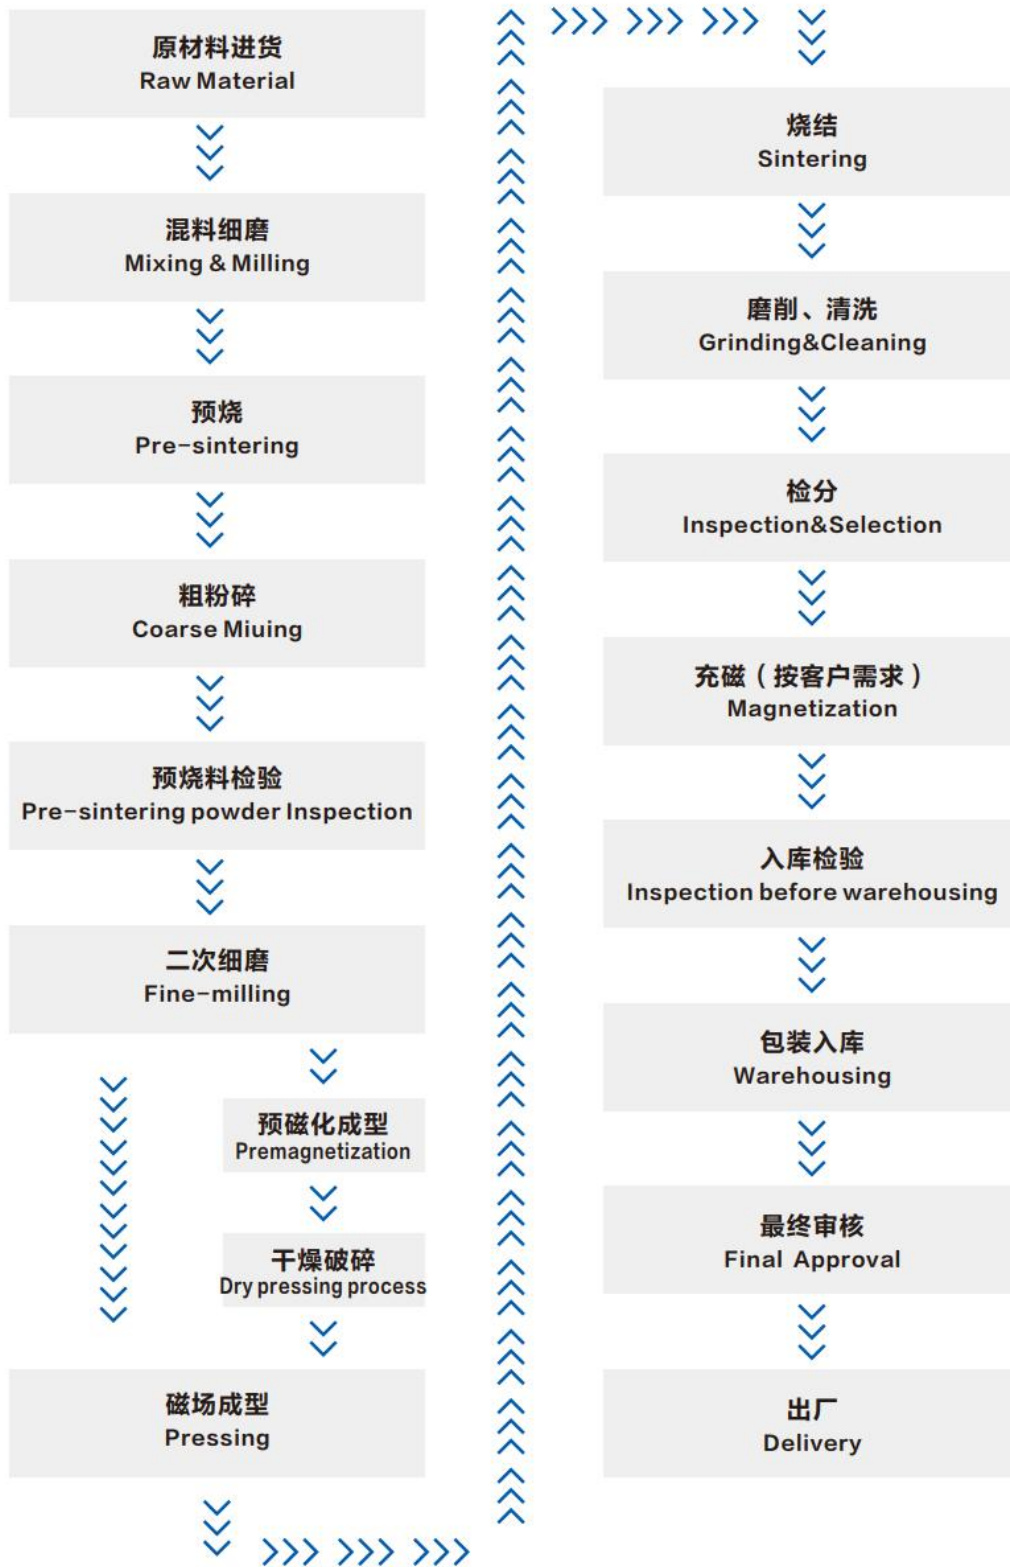 原材料进货
Raw Material
混料细磨
Mixing & Milling
预烧
Pre-sintering
粗粉碎
Coarse Miuing
预烧料检验
Pre-sintering powder Inspection
二次细磨
Fine-milling
预磁化成型
Premagnetization
干燥破碎
Dry pressing process
磁场成型
Pressing
烧结
Sintering
磨削、清洗
Grinding&Cleaning
检分
Inspection&Selection
充磁（按客户需求）
Magnetization
入库检验
Inspection before warehousing
包装入库
Warehousing
最终审核
Final Approval
出厂
Delivery